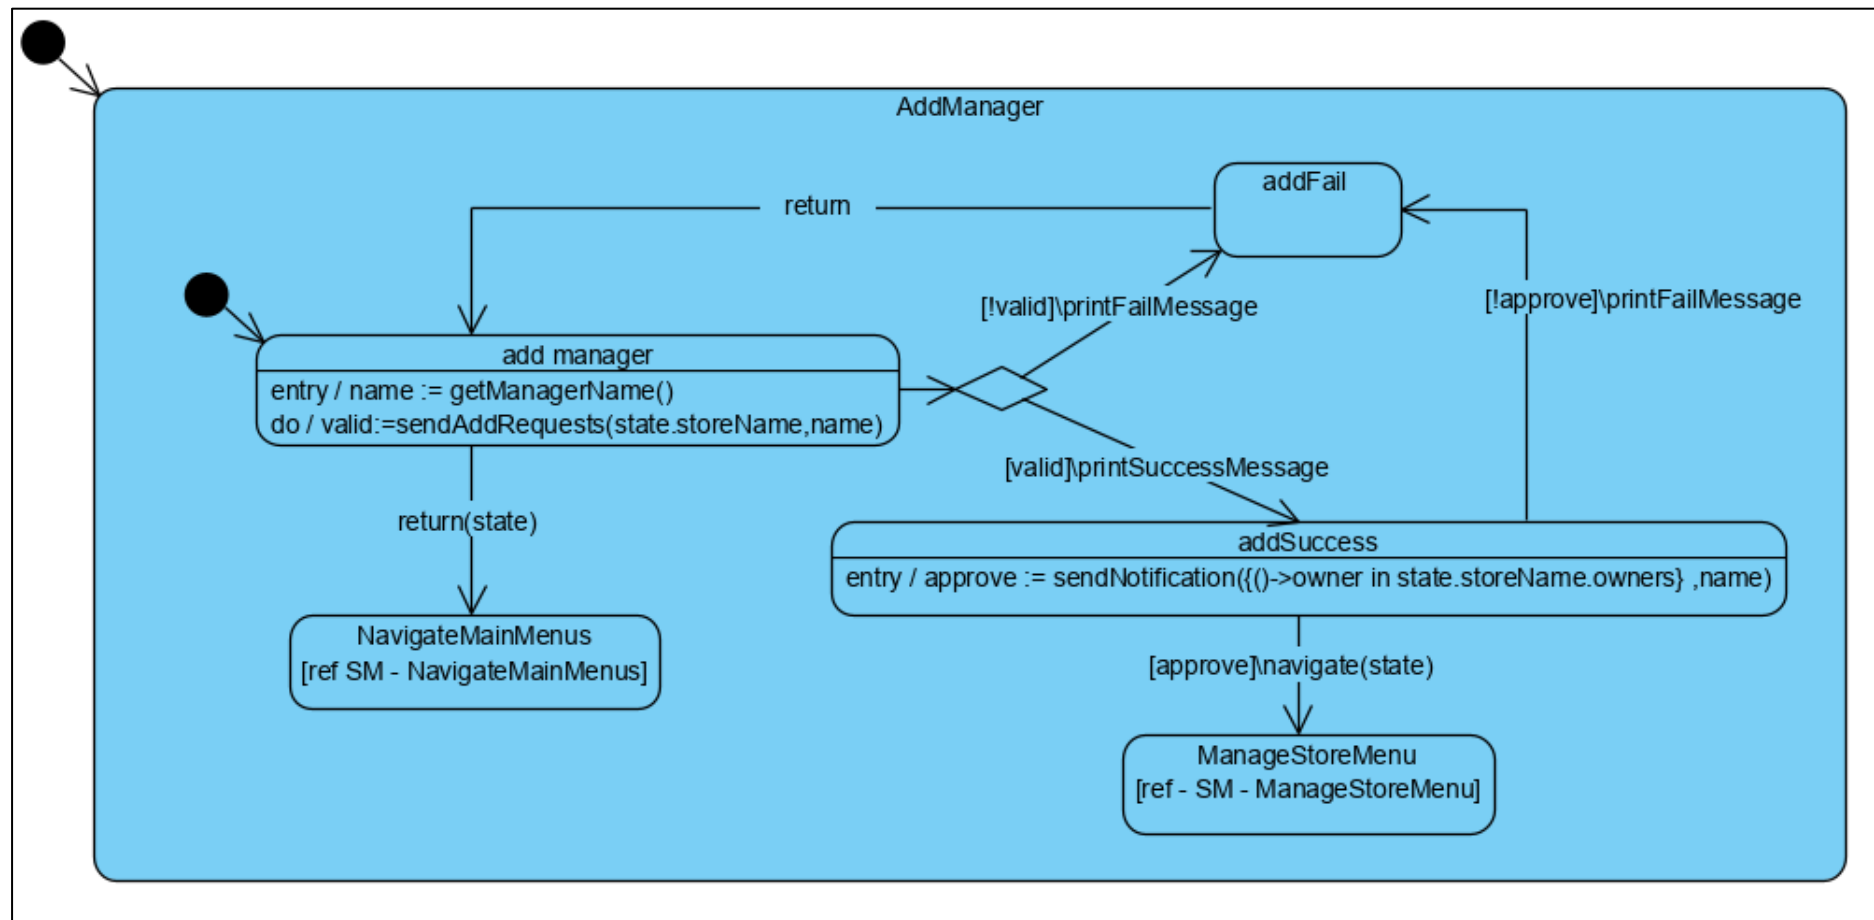 AddManager
addFail
return
[!valid]\printFailMessage
[!approve]\printFailMessage
add manager
entry / name := getManagerName()
do / valid:=sendAddRequests(state.storeName,name)
[valid]\printSuccessMessage
return(state)
addSuccess
entry / approve := sendNotification({()->owner in state.storeName.owners} ,name)
NavigateMainMenus
[ref SM - NavigateMainMenus]
[approve]\navigate(state)
ManageStoreMenu
[ref - SM - ManageStoreMenu]